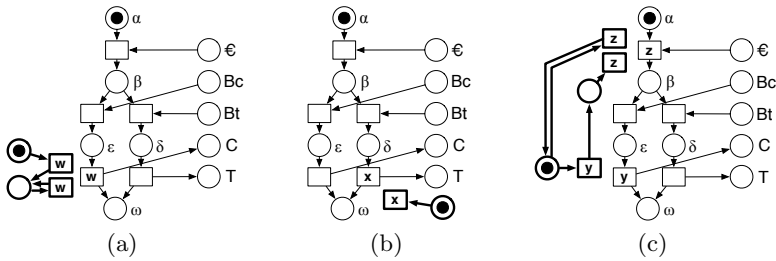 α α z α
€ € z €
β β z β
Bc Bc Bc
Bt Bt Bt
w ε δ C ε δ C ε δ C
w w T x T y y T
ω x ω ω
(a) (b) (c)